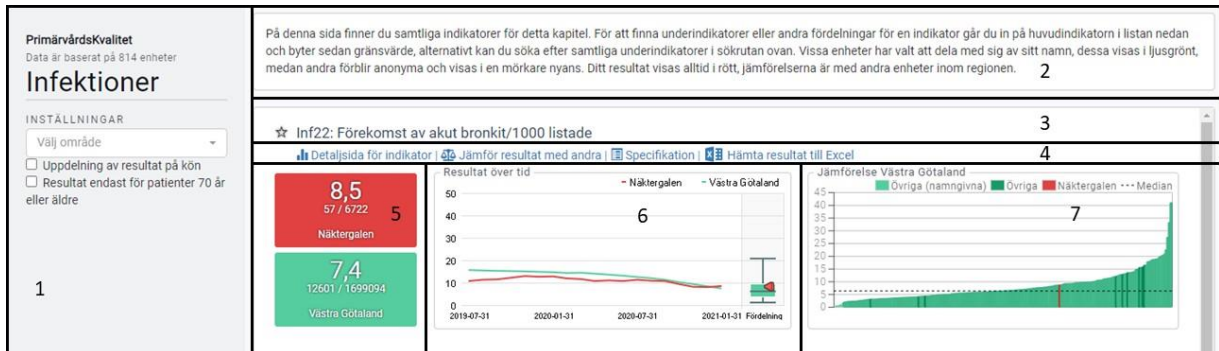 PrimärvårdsKvalitet
Data är baserat på 814 enheter
Infektioner
INSTÄLLNINGAR
Välj område
Uppdelning av resultat på kön
Resultat endast för patienter 70 år
eller äldre
1
På denna sida finner du samtliga indikatorer för detta kapitel. För att finna underindikatorer eller andra fördelningar för en indikator går du in på huvudindikatorn i listan nedan
och byter sedan gränsvärde, alternativt kan du söka efter samtliga underindikatorer i sökrutan ovan. Vissa enheter har valt att dela med sig av sitt namn, dessa visas i ljusgrönt,
medan andra förblir anonyma och visas i en mörkare nyans. Ditt resultat visas alltid i rött, jämförelserna är med andra enheter inom regionen.
2
3
Inf22: Förekomst av akut bronkit/1000 listade
Detaljsida för indikator | Jämför resultat med andra | Specifikation | Hämta resultat till Excel
4
8,5
57 / 6722
Näktergalen
5
7,4
12601 / 1699094
Västra Götaland
Resultat över tid
Näktergalen Västra Götaland
50
40
30
20
10
0
6
2019-07-31 2020-01-31 2020-07-31 2021-01-31 Fördelning
Jämförelse Västra Götaland
Övriga (namngivna) Övriga Näktergalen Median
45
40
35
30
25
20
15
10
5
0
7